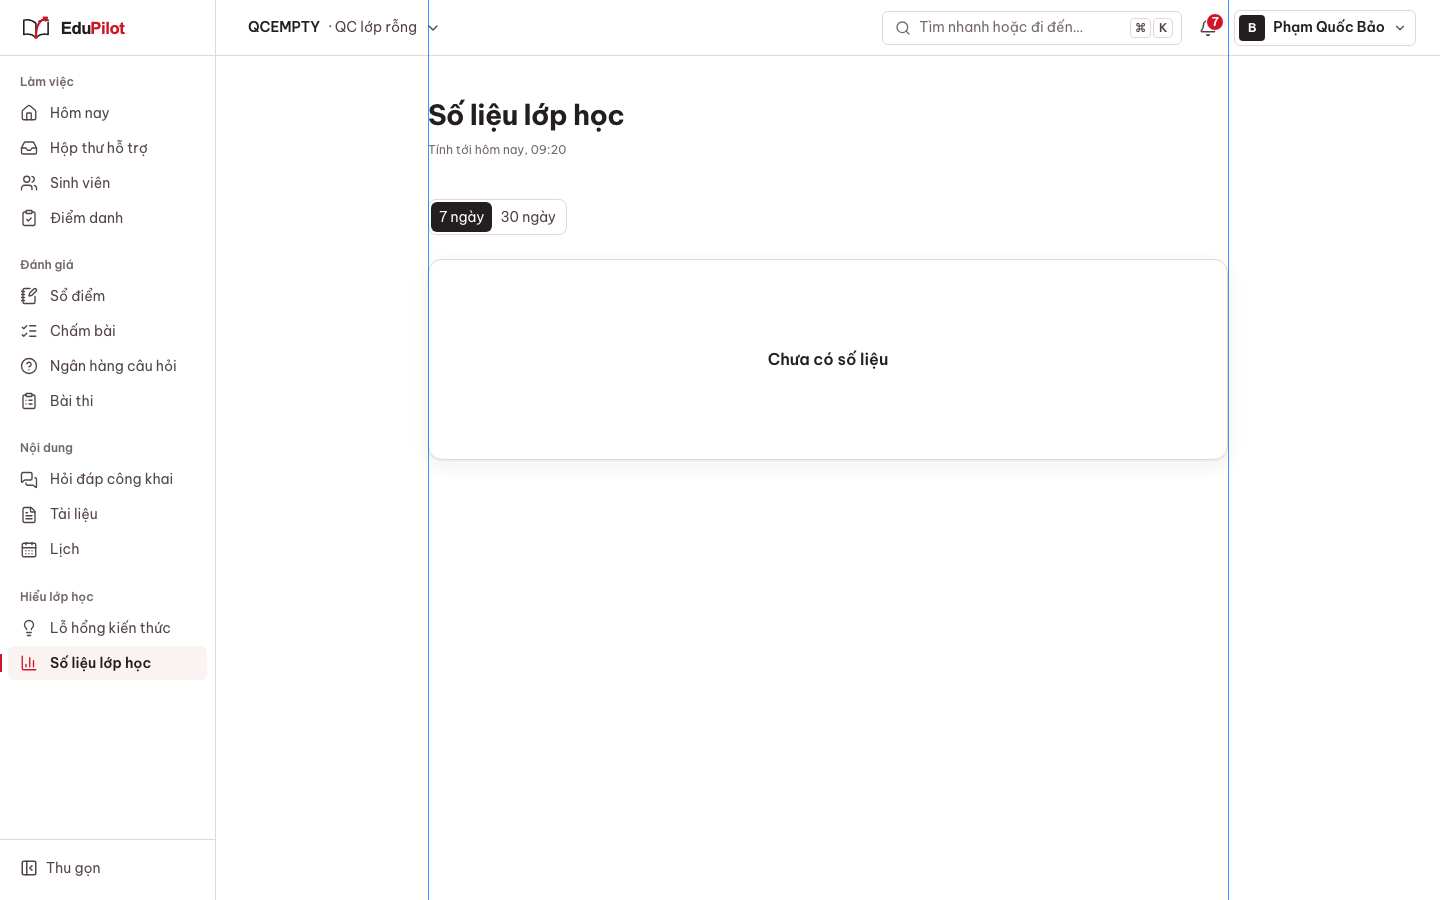 EduPilot
QCEMPTY · QC lớp rỗng
Tìm nhanh hoặc đi đến...
⌘ K
7
B Phạm Quốc Bảo
Làm việc
Hôm nay
Hộp thư hỗ trợ
Sinh viên
Điểm danh
Đánh giá
Sổ điểm
Chấm bài
Ngân hàng câu hỏi
Bài thi
Nội dung
Hỏi đáp công khai
Tài liệu
Lịch
Hiểu lớp học
Lỗ hổng kiến thức
Số liệu lớp học
Thu gọn
Số liệu lớp học
Tính tới hôm nay, 09:20
7 ngày 30 ngày
Chưa có số liệu